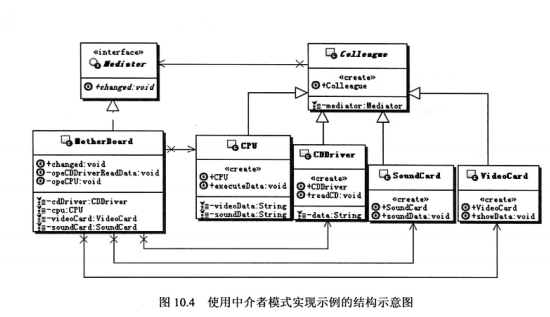 «interface»
Mediator
+changed:void
Colleague
«create»
+Colleague
-mediator:Mediator
MotherBoard
+changed:void
-opeCDDriverReadData:void
-opeCPU:void
-cdDriver:CDDriver
-cpu:CPU
-videoCard:VideoCard
-soundCard:SoundCard
CPU
«create»
+CPU
+executeData:void
-videoData:String
-soundData:String
CDDriver
«create»
+CDDriver
+readCD:void
-data:String
SoundCard
«create»
+SoundCard
+soundData:void
VideoCard
«create»
+VideoCard
+showData:void
图 10.4 使用中介者模式实现示例的结构示意图